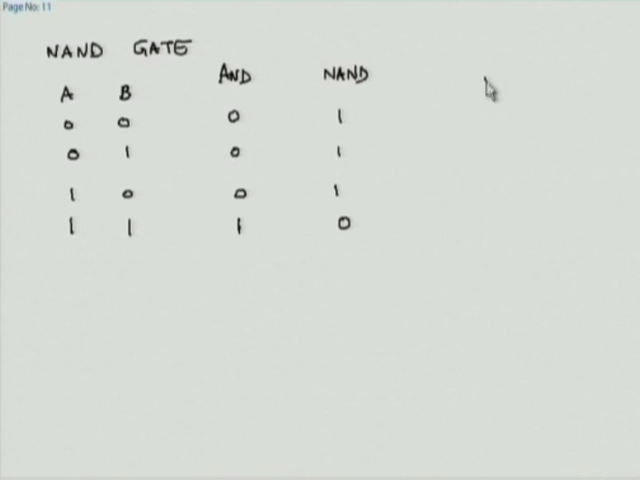 Page No: 11
NAND GATE
A B AND NAND
0 0 0 1
0 1 0 1
1 0 0 1
1 1 1 0